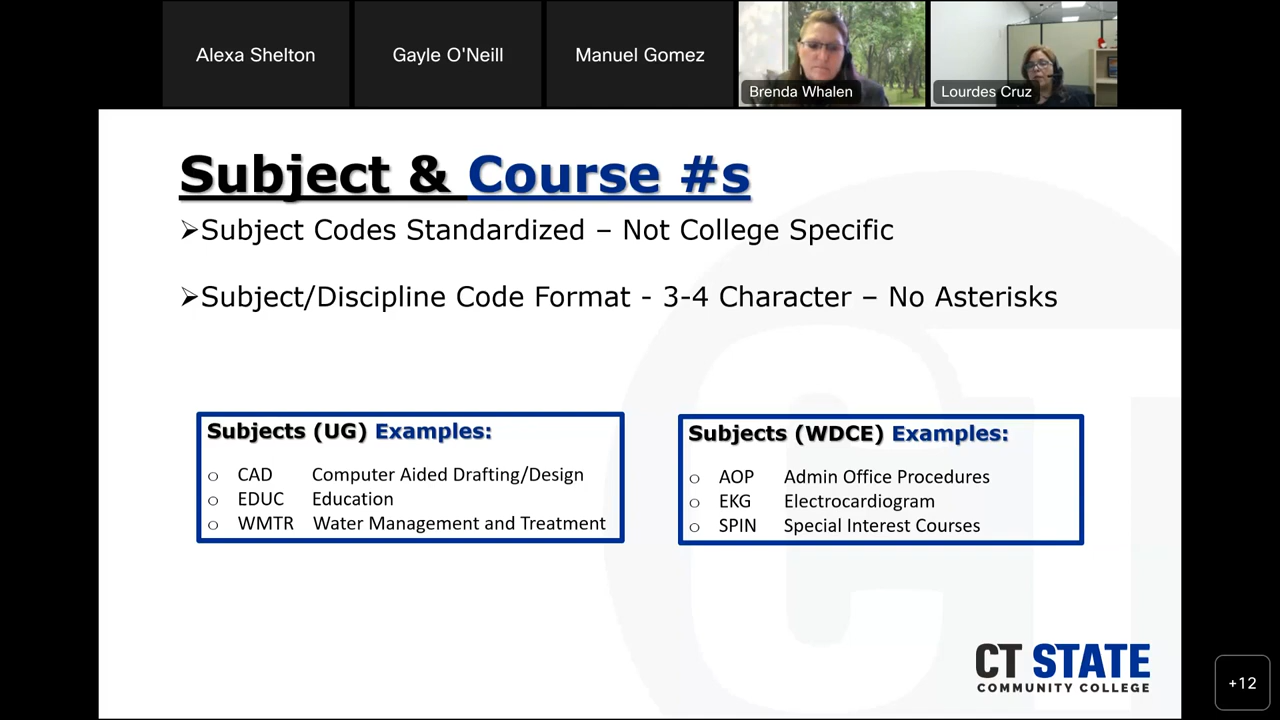 Alexa Shelton
Gayle O'Neill
Manuel Gomez
Brenda Whalen
Lourdes Cruz
Subject & Course #s
➢Subject Codes Standardized – Not College Specific
➢Subject/Discipline Code Format - 3-4 Character – No Asterisks
Subjects (UG) Examples:
o CAD Computer Aided Drafting/Design
o EDUC Education
o WMTR Water Management and Treatment
Subjects (WDCE) Examples:
o AOP Admin Office Procedures
o EKG Electrocardiogram
o SPIN Special Interest Courses
CT STATE
COMMUNITY COLLEGE
+12